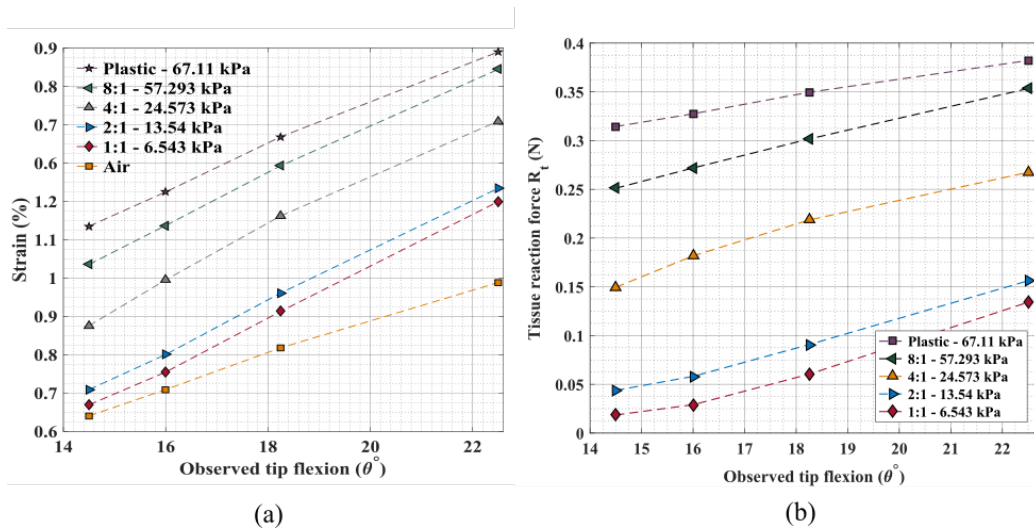 0.9
0.8
0.7
0.6
1.2
1.1
1
0.8
0.7
0.6
Strain (%)
Plastic - 67.11 kPa
8:1 - 57.293 kPa
4:1 - 24.573 kPa
2:1 - 13.54 kPa
1:1 - 6.543 kPa
Air
14 16 18 20 22
Observed tip flexion (θ°)
(a)
0.4
0.35
0.3
0.25
0.2
0.15
0.1
0.05
0
Tissue reaction force Rt (N)
Plastic - 67.11 kPa
8:1 - 57.293 kPa
4:1 - 24.573 kPa
2:1 - 13.54 kPa
1:1 - 6.543 kPa
14 15 16 17 18 19 20 21 22
Observed tip flexion (θ°)
(b)